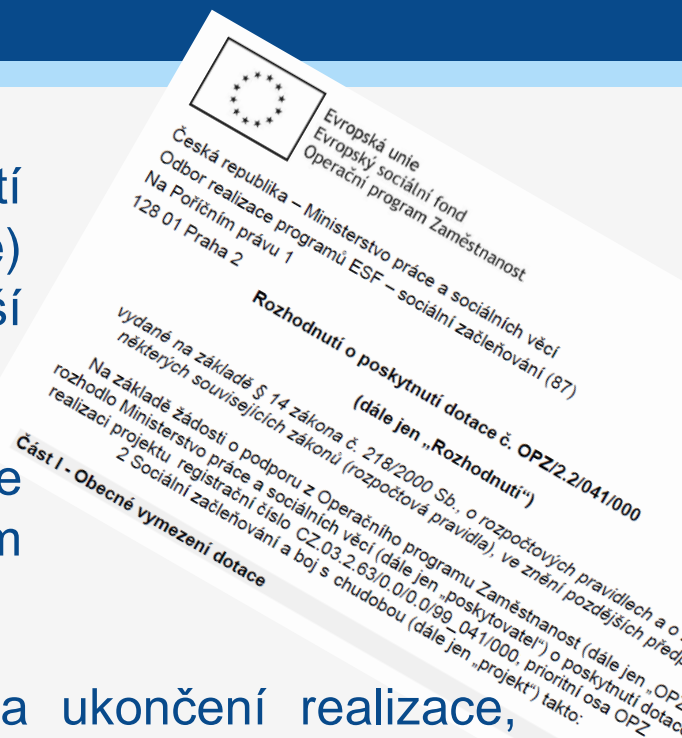 Evropská unie
Evropský sociální fond
Operační program Zaměstnanost
Česká republika – Ministerstvo práce a sociálních věcí
Odbor realizace programů ESF – sociální začleňování (87)
Na Poříčním právu 1
128 01 Praha 2
Rozhodnutí o poskytnutí dotace č. OPZ/2.2/041/000
(dále jen „Rozhodnutí“)
vydané na základě § 14 zákona č. 218/2000 Sb., o rozpočtových pravidlech a o
některých souvisejících zákonů (rozpočtová pravidla), ve znění pozdějších
Na základě žádosti o podporu z Operačního programu Zaměstnanost (dále jen „OPZ
rozhodlo Ministerstvo práce a sociálních věcí (dále jen „poskytovatel“) o poskytnutí dotace
realizaci projektu registrační číslo CZ.03.2.63/0.0/0.0/99_041/000, prioritní osa OPZ
2 Sociální začleňování a boj s chudobou (dále jen „projekt“) takto:
Část I - Obecné vymezení dotace
tí
e)
ší
e
m
a ukončení realizace,